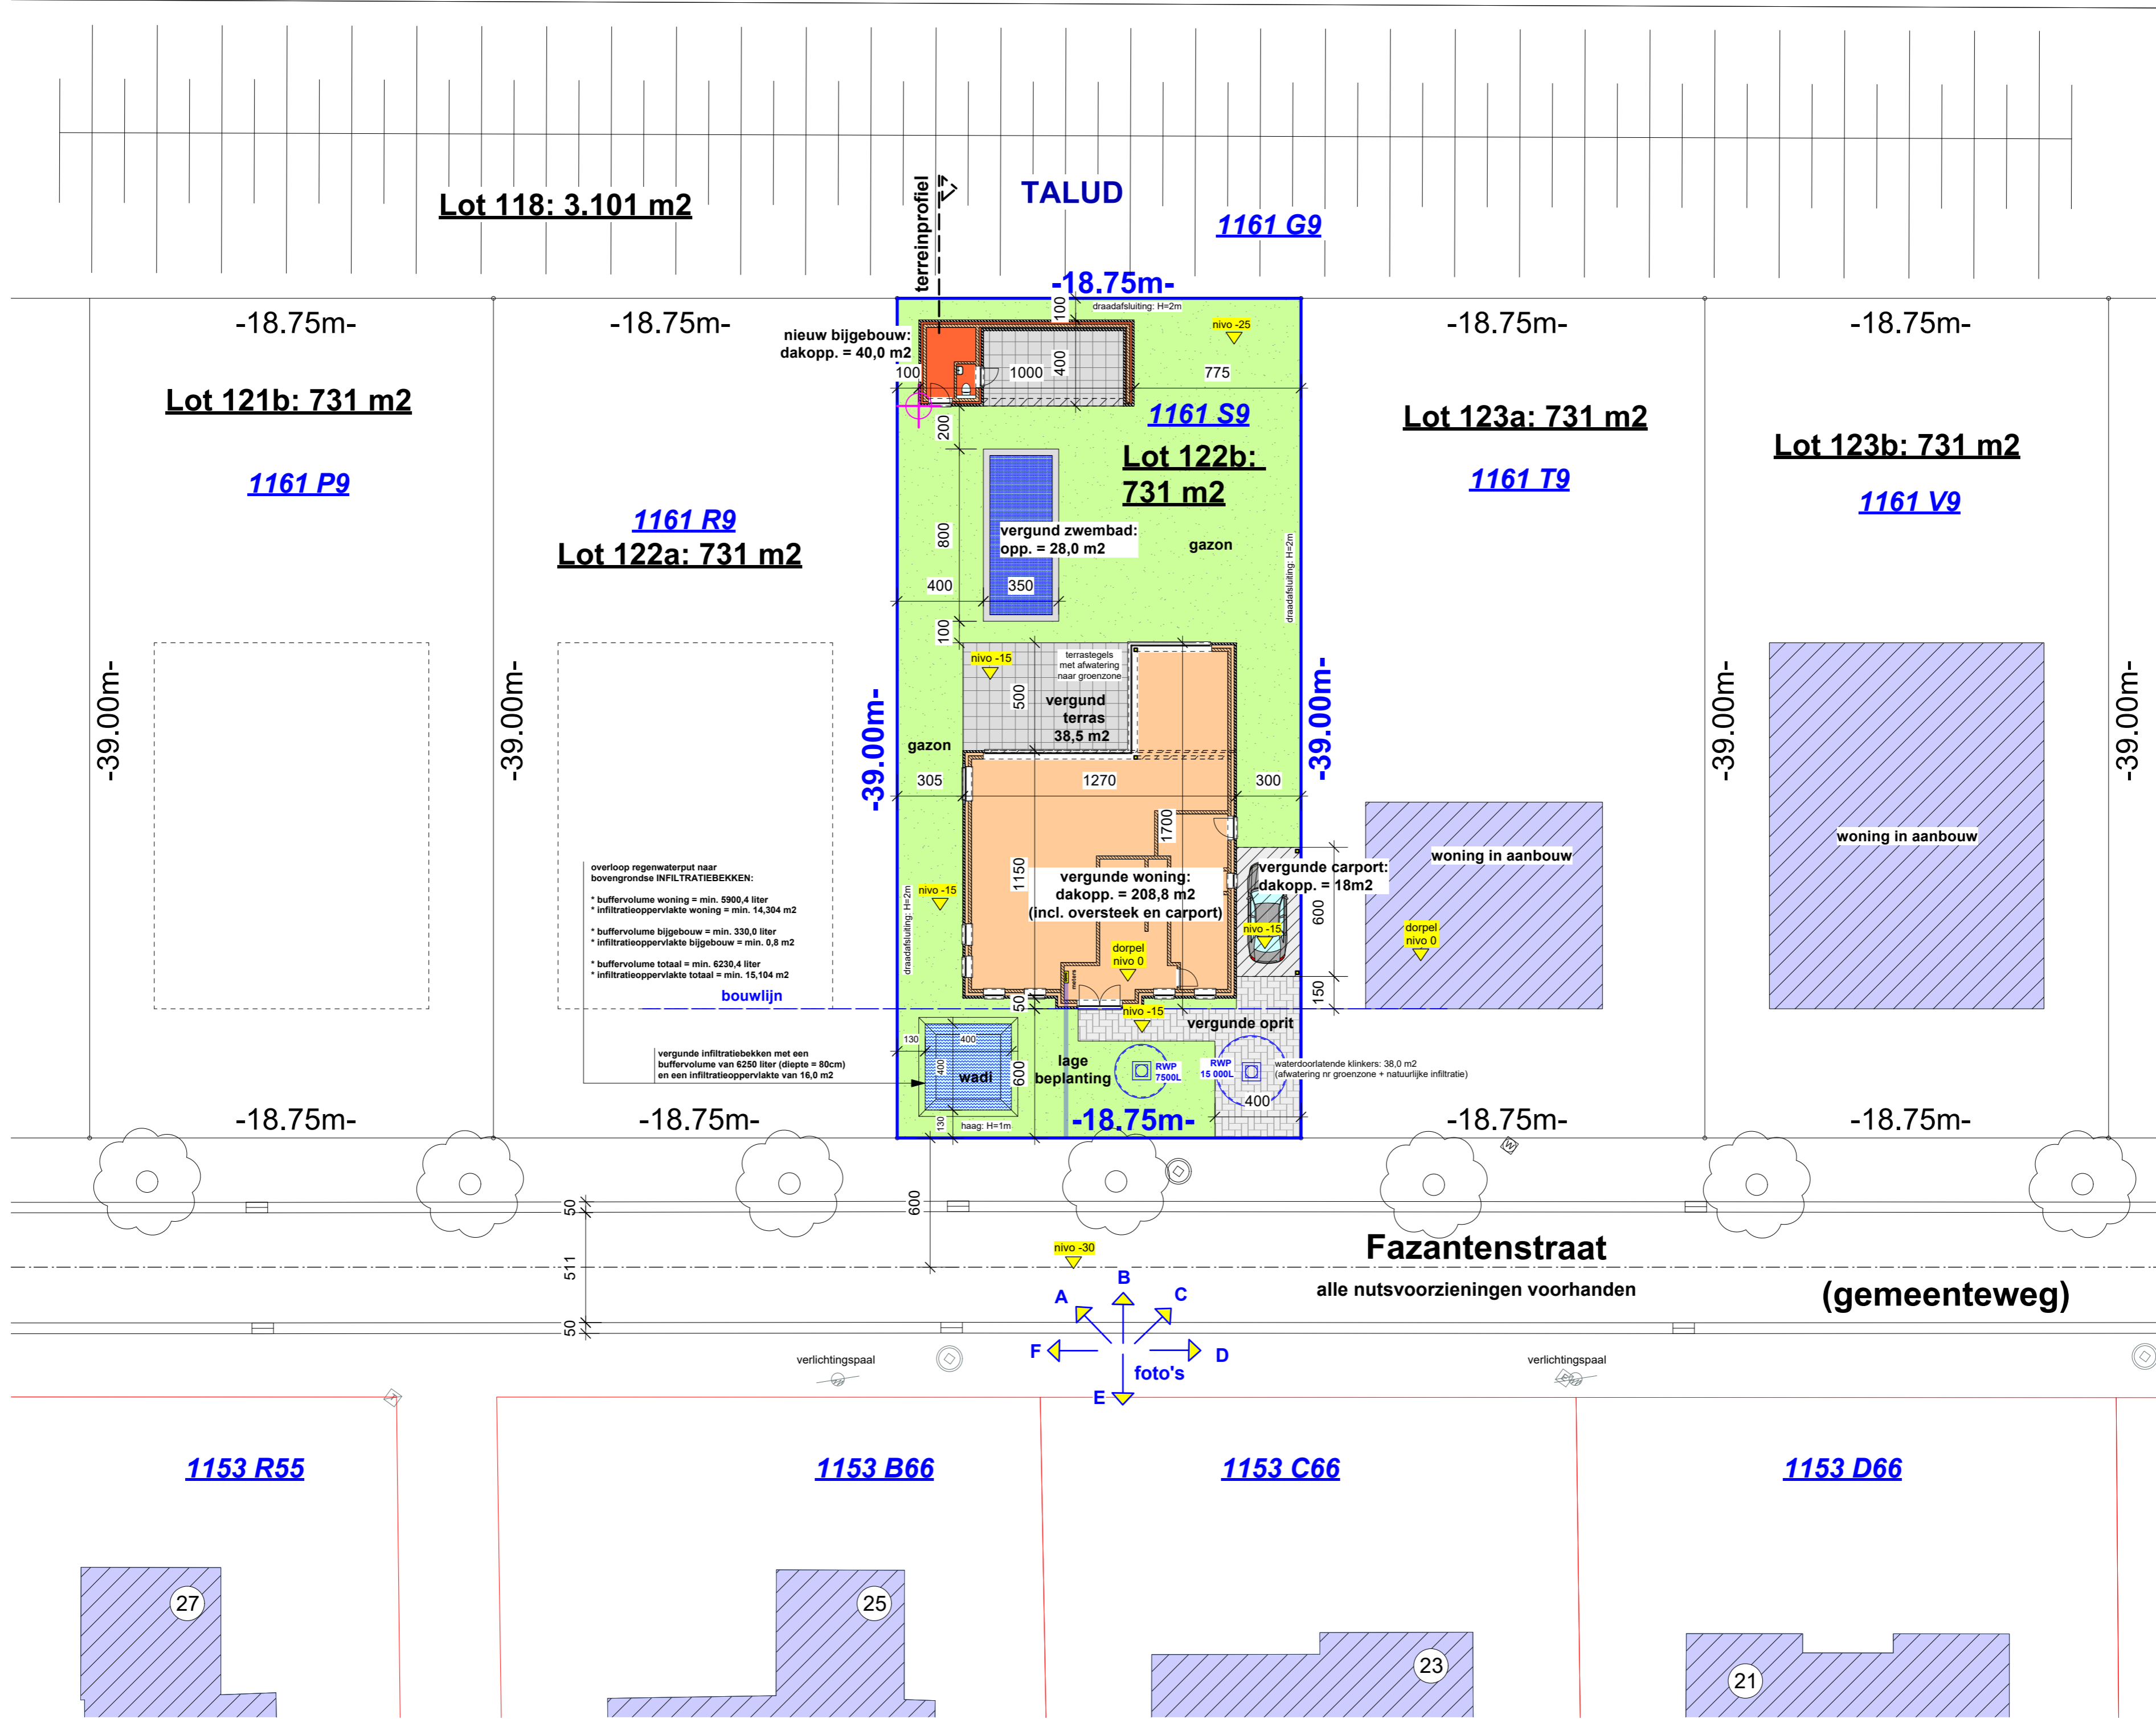 Lot 118: 3.101 m2
terreinprofiel
TALUD
1161 G9
-18.75m-
-18.75m-
-18.75m-
-18.75m-
-18.75m-
draadafsluiting: H=2m
100
nivo -25
nieuw bijgebouw:
dakopp. = 40,0 m2
100
1000
400
775
Lot 121b: 731 m2
1161 P9
1161 R9
Lot 122a: 731 m2
1161 S9
Lot 122b:
731 m2
Lot 123a: 731 m2
1161 T9
Lot 123b: 731 m2
1161 V9
200
800
vergund zwembad:
opp. = 28,0 m2
gazon
draadafsluiting: H=2m
400
350
100
nivo -15
terrastegels
met afwatering
naar groenzone
500
vergund
terras
38,5 m2
gazon
-39.00m-
-39.00m-
-39.00m-
-39.00m-
-39.00m-
-39.00m-
305
1270
300
1700
1150
woning in aanbouw
woning in aanbouw
overloop regenwaterput naar
bovengrondse INFILTRATIEBEKKEN:
* buffervolume woning = min. 5900,4 liter
* infiltratieoppervlakte woning = min. 14,304 m2
* buffervolume bijgebouw = min. 330,0 liter
* infiltratieoppervlakte bijgebouw = min. 0,8 m2
* buffervolume totaal = min. 6230,4 liter
* infiltratieoppervlakte totaal = min. 15,104 m2
nivo -15
draadafsluiting: H=2m
vergunde woning:
dakopp. = 208,8 m2
(incl. oversteek en carport)
vergunde carport:
dakopp. = 18m2
600
nivo -15
dorpel
nivo 0
dorpel
nivo 0
meters
bouwlijn
50
150
nivo -15
vergunde oprit
vergunde infiltratiebekken met een
buffervolume van 6250 liter (diepte = 80cm)
en een infiltratieoppervlakte van 16,0 m2
130
400
400
wadi
600
lage
beplanting
RWP
7500L
RWP
15 000L
waterdoorlatende klinkers: 38,0 m2
(afwatering nr groenzone + natuurlijke infiltratie)
400
130
haag: H=1m
-18.75m-
-18.75m-
-18.75m-
-18.75m-
-18.75m-
W
50
600
511
50
nivo -30
Fazantenstraat
alle nutsvoorzieningen voorhanden
(gemeenteweg)
A
B
C
F
D
E
foto's
verlichtingspaal
verlichtingspaal
1153 R55
1153 B66
1153 C66
1153 D66
27
25
23
21